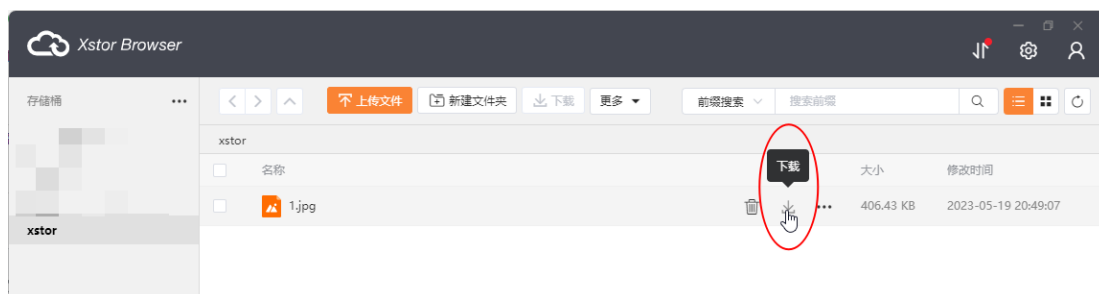 Xstor Browser
存储桶
上传文件 新建文件夹 下载 更多 前缀搜索 搜索前缀
xstor
名称 下载 大小 修改时间
1.jpg 406.43 KB 2023-05-19 20:49:07
xstor